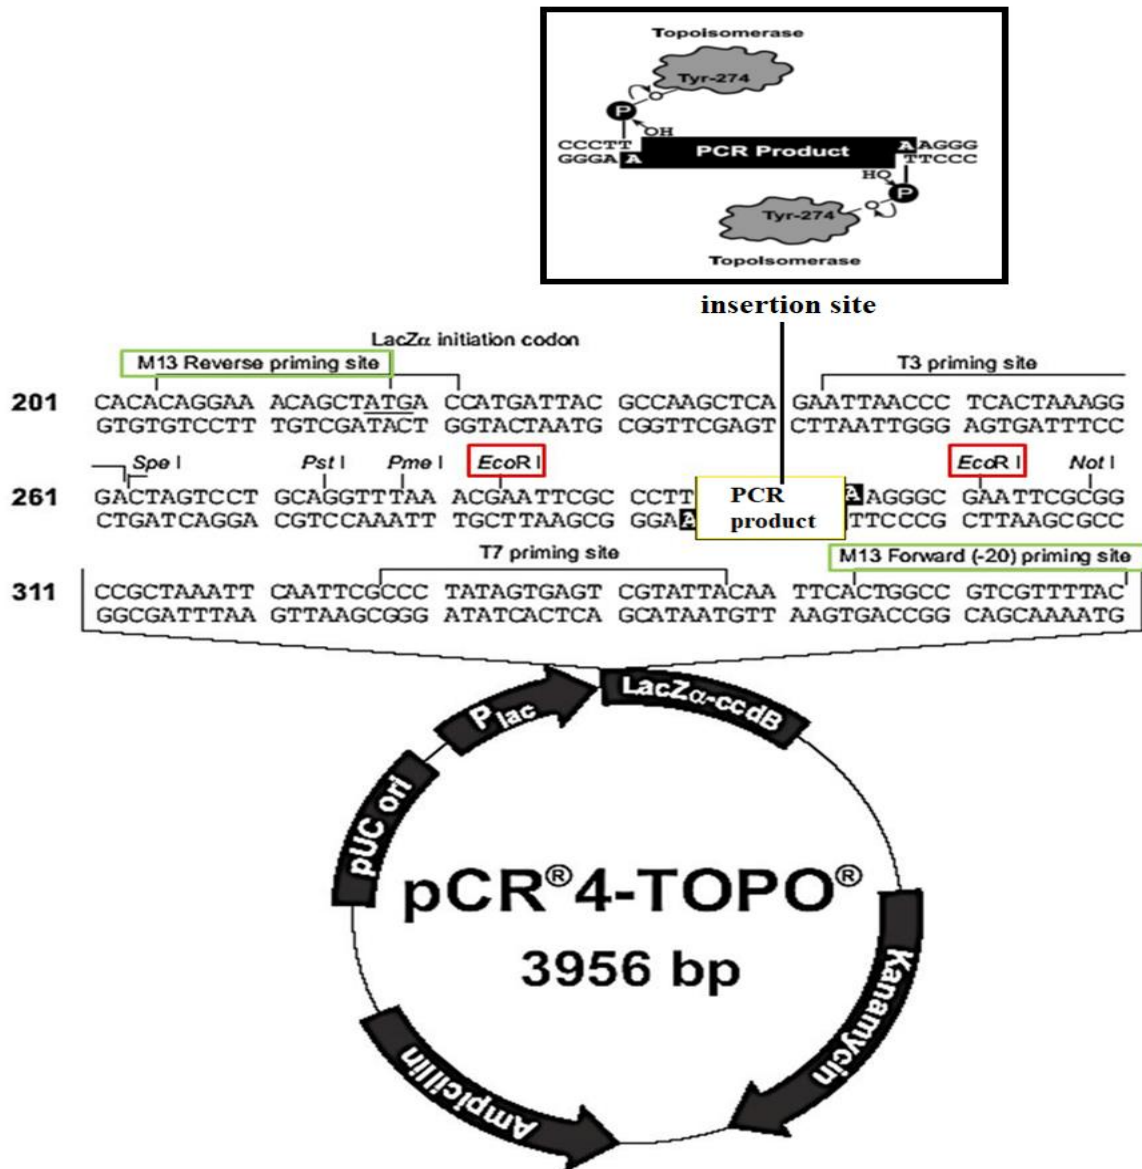 Topoisomerase
Tyr-274
P O
OH
CCCTT PCR Product A AGGG
GGGA A TTCCC
HO P
Tyr-274 O
Topoisomerase
insertion site
LacZα initiation codon
M13 Reverse priming site T3 priming site
201 CACACAGGAA ACAGCTATGA CCATGATTAC GCCAAGCTCA GAATTAACCC TCACTAAAGG
GTGTGTCCTT TGTCGATACT GGTACTAATG CGGTTCGAGT CTTAATTGGG AGTGATTTCC
Spe I Pst I Pme I EcoR I EcoR I Not I
261 GACTAGTCCT GCAGGTTTAA ACGAATTCGC CCTT PCR A AGGGC GAATTCGCGG
CTGATCAGGA CGTCCAAATT TGCTTAAGCG GGA A product TTCCCG CTTAAGCGCC
T7 priming site M13 Forward (-20) priming site
311 CCGCTAAATT CAATTCGCCC TATAGTGAGT CGTATTACAA TTCACTGGCC GTCGTTTTAC
GGCGATTTAA GTTAAGCGGG ATATCACTCA GCATAATGTT AAGTGACCGG CAGCAAAATG
Plac LacZα-ccdB
pUC ori
pCR®4-TOPO®
3956 bp
Kanamycin
Ampicillin